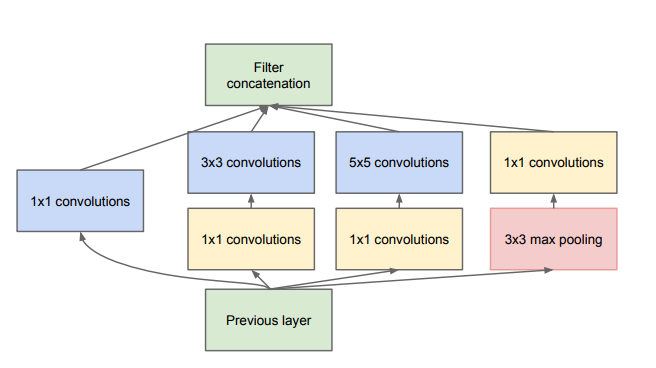 Filter
concatenation
3x3 convolutions
5x5 convolutions
1x1 convolutions
1x1 convolutions
1x1 convolutions
1x1 convolutions
3x3 max pooling
Previous layer